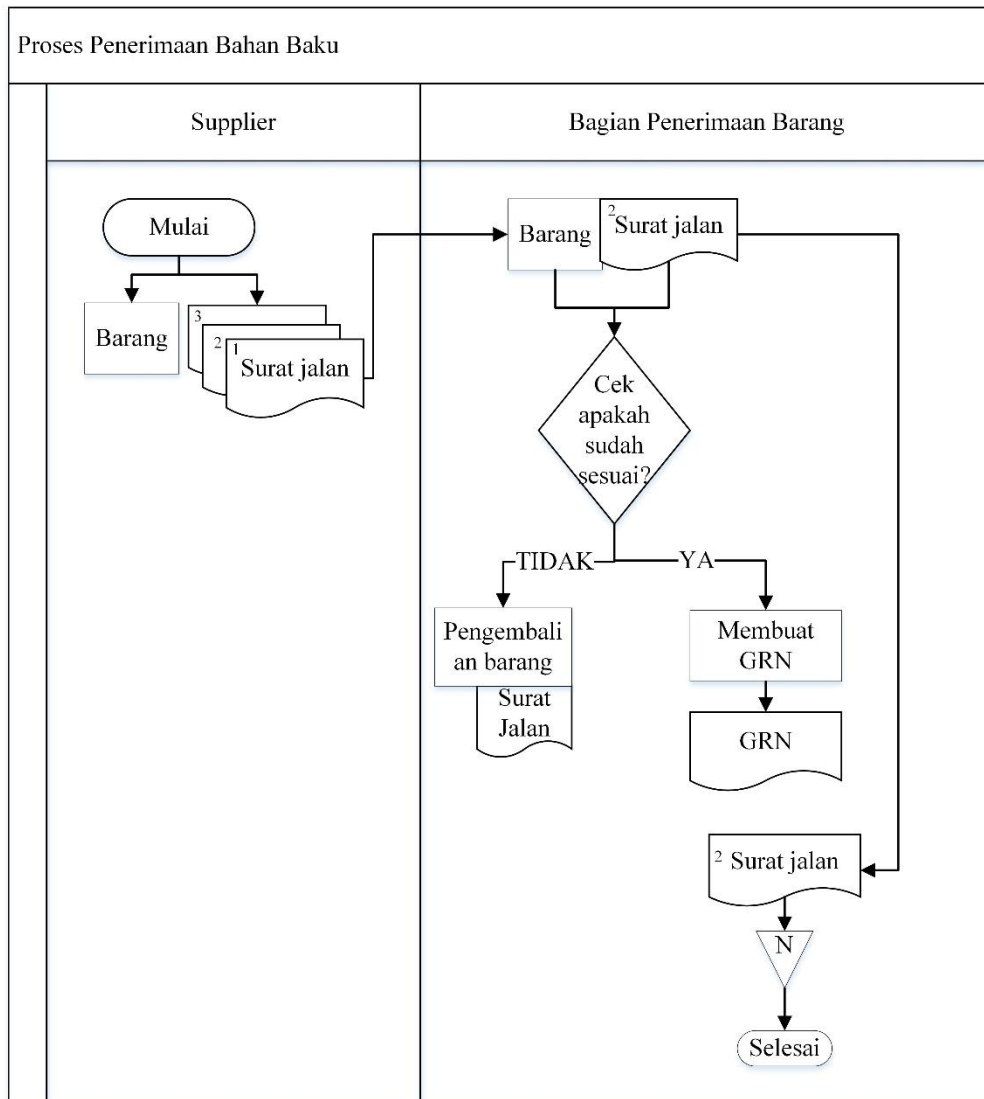 Proses Penerimaan Bahan Baku
Supplier
Bagian Penerimaan Barang
Mulai
Barang
3
2
1
Surat jalan
Barang
2
Surat jalan
Cek
apakah
sudah
sesuai?
TIDAK
YA
Pengembali
an barang
Surat
Jalan
Membuat
GRN
GRN
2 Surat jalan
N
Selesai